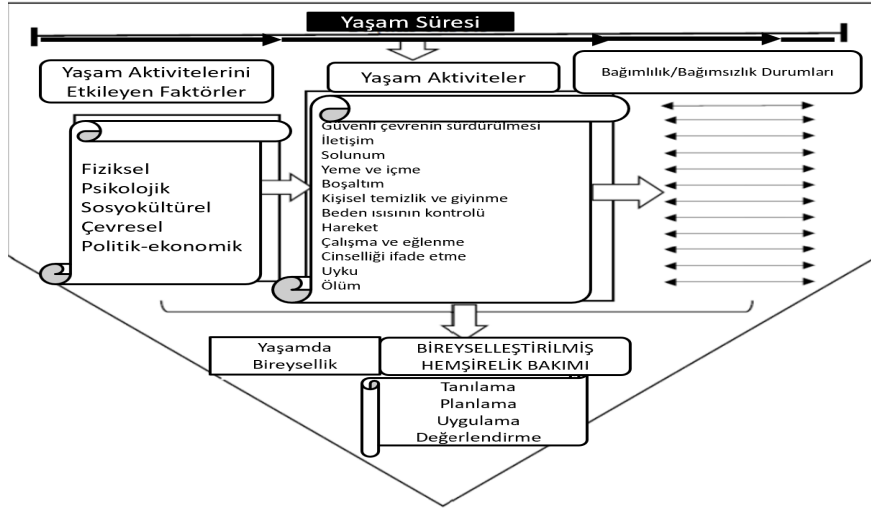 Yaşam Süresi
Yaşam Aktivitelerini
Etkileyen Faktörler
Yaşam Aktiviteler
Bağımlılık/Bağımsızlık Durumları
Fiziksel
Psikolojik
Sosyokültürel
Çevresel
Politik-ekonomik
Güvenli çevrenin sürdürülmesi
İletişim
Solunum
Yeme ve içme
Boşaltım
Kişisel temizlik ve giyinme
Beden ısısının kontrolü
Hareket
Çalışma ve eğlenme
Cinselliği ifade etme
Uyku
Ölüm
Yaşamda
Bireysellik
BİREYSELLEŞTİRİLMİŞ
HEMŞİRELİK BAKIMI
Tanılama
Planlama
Uygulama
Değerlendirme